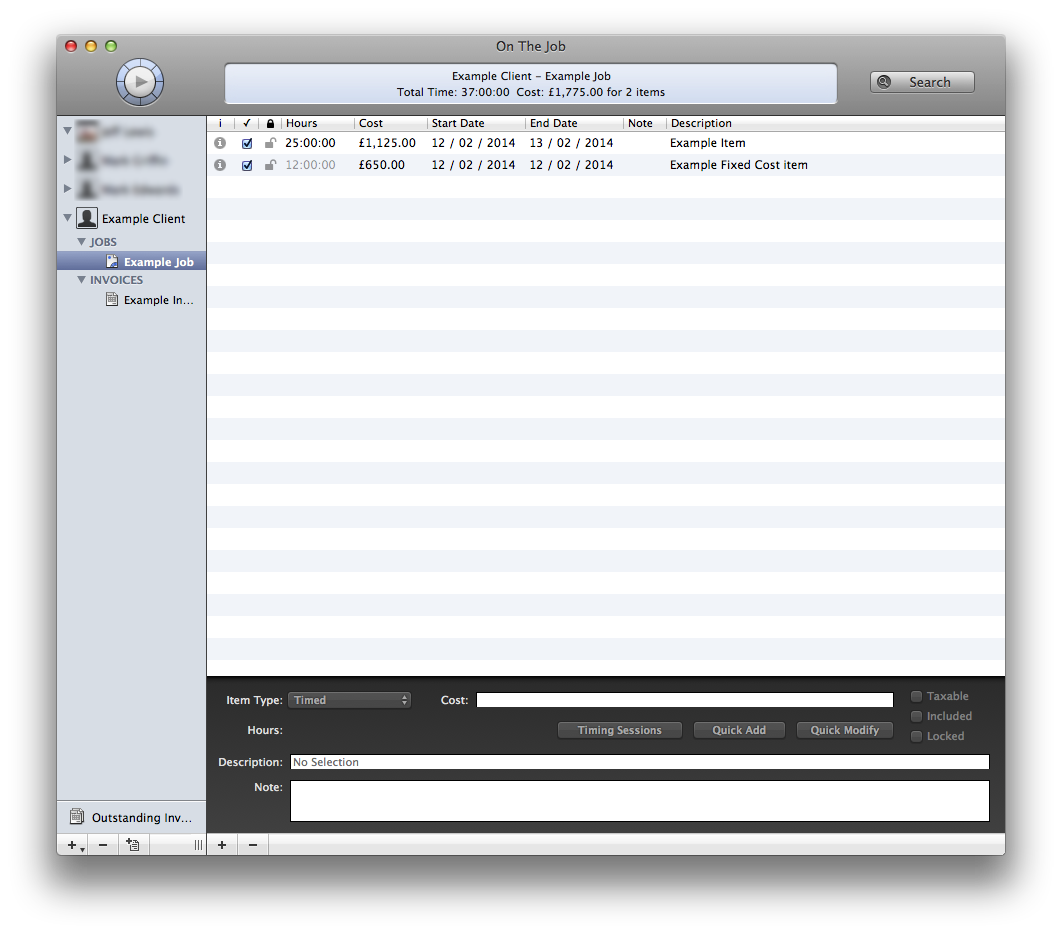 On The Job
Example Client – Example Job
Total Time: 37:00:00 Cost: £1,775.00 for 2 items
Search
i ✓ Hours Cost Start Date End Date Note Description
25:00:00 £1,125.00 12 / 02 / 2014 13 / 02 / 2014 Example Item
12:00:00 £650.00 12 / 02 / 2014 12 / 02 / 2014 Example Fixed Cost item
Example Client
JOBS
Example Job
INVOICES
Example In...
Outstanding Inv...
Item Type: Timed Cost: Taxable
Included
Hours: Timing Sessions Quick Add Quick Modify Locked
Description: No Selection
Note: